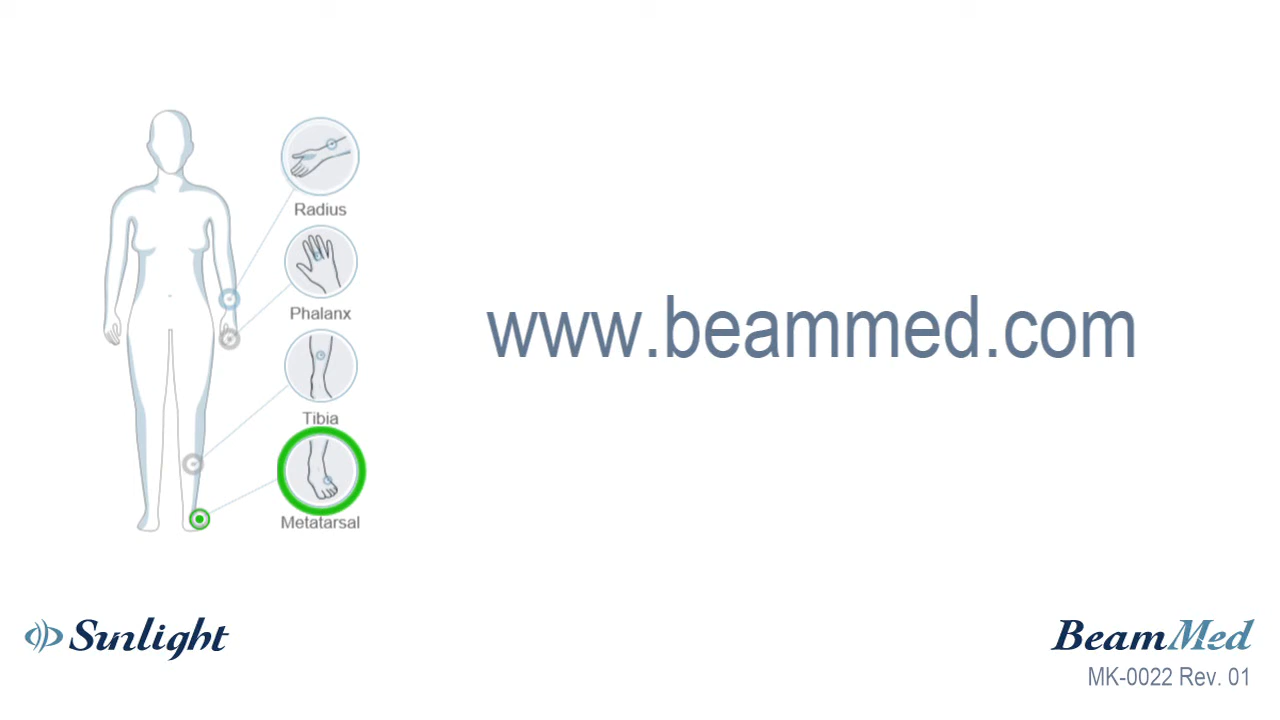 Radius
Phalanx
Tibia
Metatarsal
www.beammed.com
Sunlight
BeamMed
MK-0022 Rev. 01